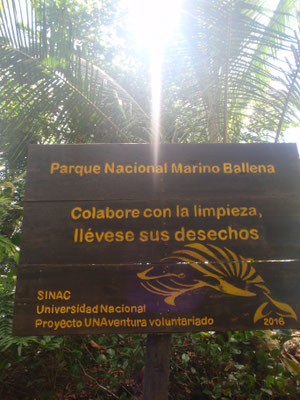 Parque Nacional Marino Ballena
Colabore con la limpieza,
llévese sus desechos
SINAC
Universidad Nacional
Proyecto UNAventura voluntariado
2016